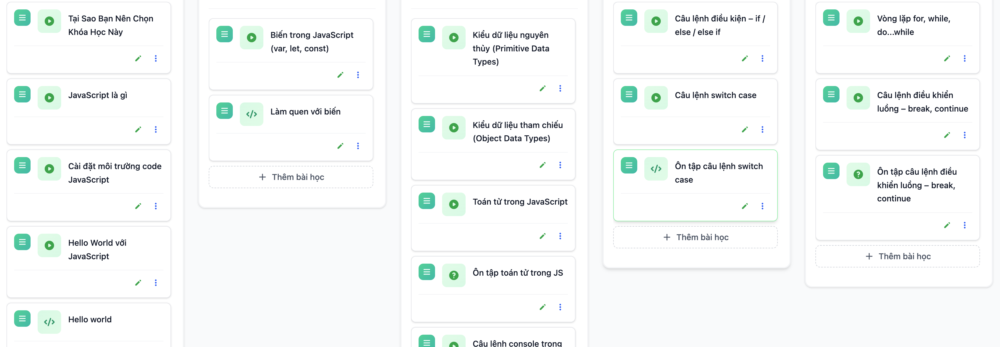 Tại Sao Bạn Nên Chọn
Khóa Học Này
JavaScript là gì
Cài đặt môi trường code
JavaScript
Hello World với
JavaScript
Hello world
Biến trong JavaScript
(var, let, const)
Làm quen với biến
Thêm bài học
Kiểu dữ liệu nguyên
thủy (Primitive Data
Types)
Kiểu dữ liệu tham chiếu
(Object Data Types)
Toán tử trong JavaScript
Ôn tập toán tử trong JS
Câu lệnh console trong
Câu lệnh điều kiện – if /
else / else if
Câu lệnh switch case
Ôn tập câu lệnh switch
case
Thêm bài học
Vòng lặp for, while,
do...while
Câu lệnh điều khiển
luồng – break, continue
Ôn tập câu lệnh điều
khiển luồng – break,
continue
Thêm bài học